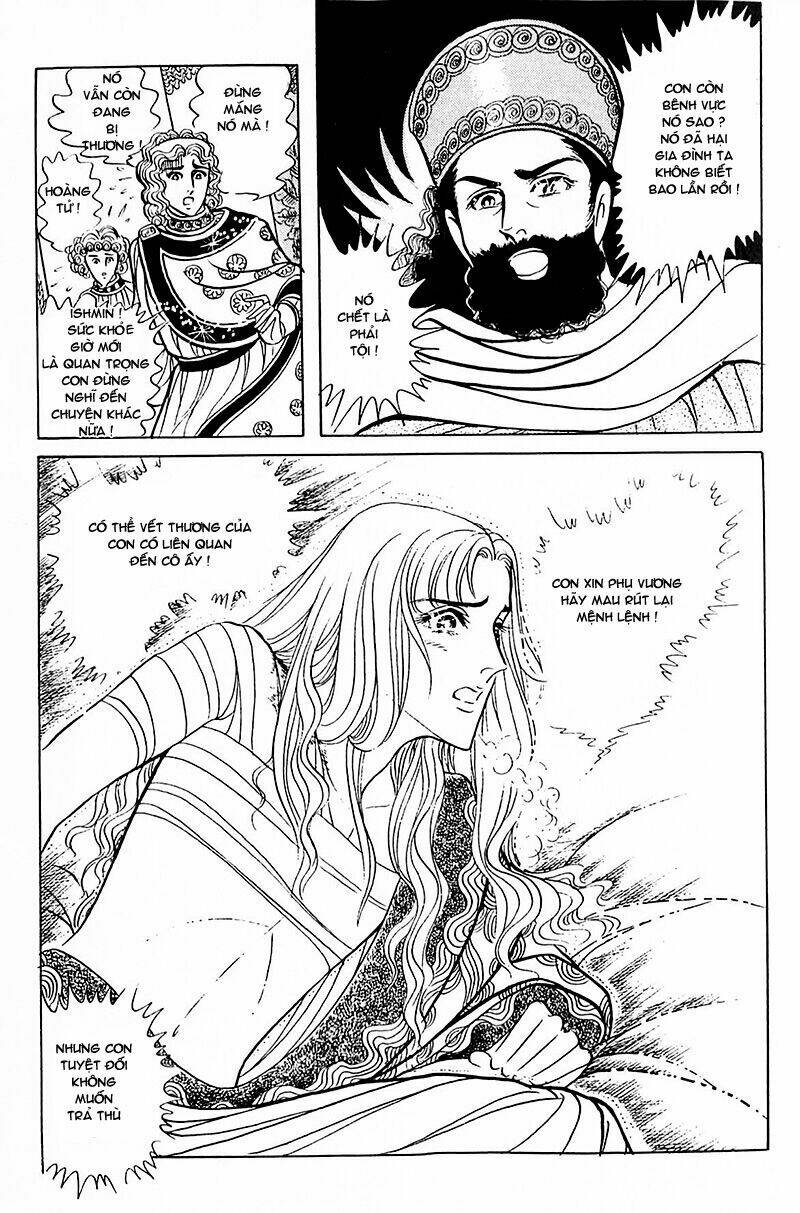 NÓ
VẪN CÒN
ĐANG
BỊ
THƯƠNG !
ĐỪNG
MẮNG
NÓ MÀ !
HOÀNG
TỬ !
ISHMIN !
SỨC KHỎE
GIỜ MỚI
LÀ QUAN TRỌNG
CON ĐỪNG
NGHĨ ĐẾN
CHUYỆN KHÁC
NỮA !
CON CÒN
BÊNH VỰC
NÓ SAO ?
NÓ ĐÃ HẠI
GIA ĐÌNH TA
KHÔNG BIẾT
BAO LẦN RỒI !
NÓ
CHẾT LÀ
PHẢI
TỘI !
CÓ THỂ VẾT THƯƠNG CỦA
CON CÓ LIÊN QUAN
ĐẾN CÔ ẤY !
CON XIN PHỤ VƯƠNG
HÃY MAU RÚT LẠI
MỆNH LỆNH !
NHƯNG CON
TUYỆT ĐỐI
KHÔNG
MUỐN
TRẢ THÙ